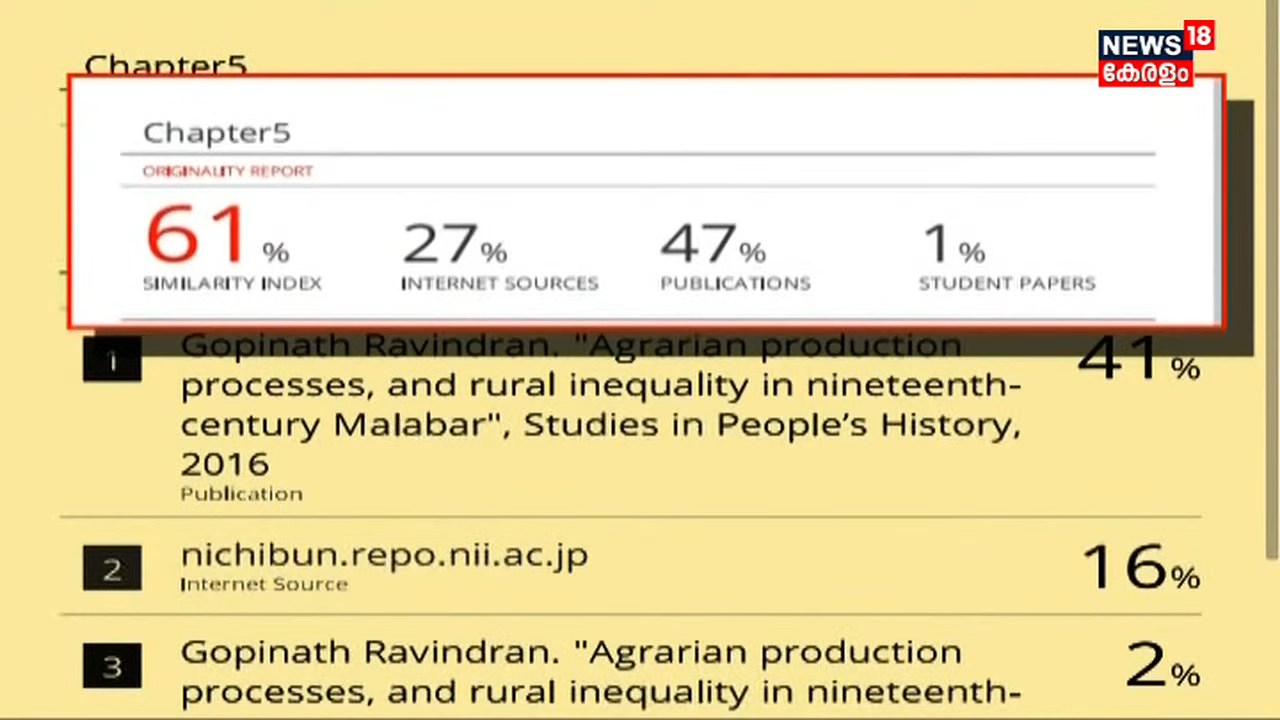 NEWS 18
കേരളം
Chapter5
Chapter5
ORIGINALITY REPORT
61% 27% 47% 1%
SIMILARITY INDEX INTERNET SOURCES PUBLICATIONS STUDENT PAPERS
1 Gopinath Ravindran. "Agrarian production 41%
processes, and rural inequality in nineteenth-
century Malabar", Studies in People’s History,
2016
Publication
2 nichibun.repo.nii.ac.jp 16%
Internet Source
3 Gopinath Ravindran. "Agrarian production 2%
processes, and rural inequality in nineteenth-